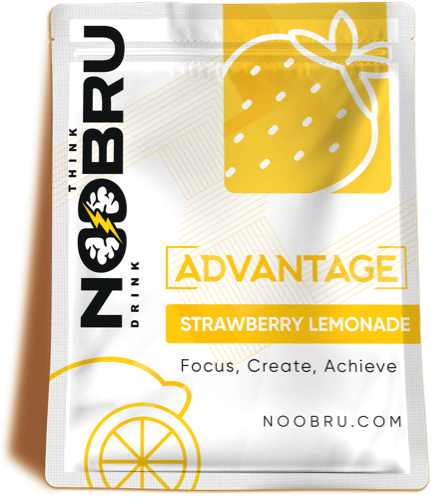 THINK
NOOBRU
DRINK
ADVANTAGE
STRAWBERRY LEMONADE
Focus, Create, Achieve
NOOBRU.COM